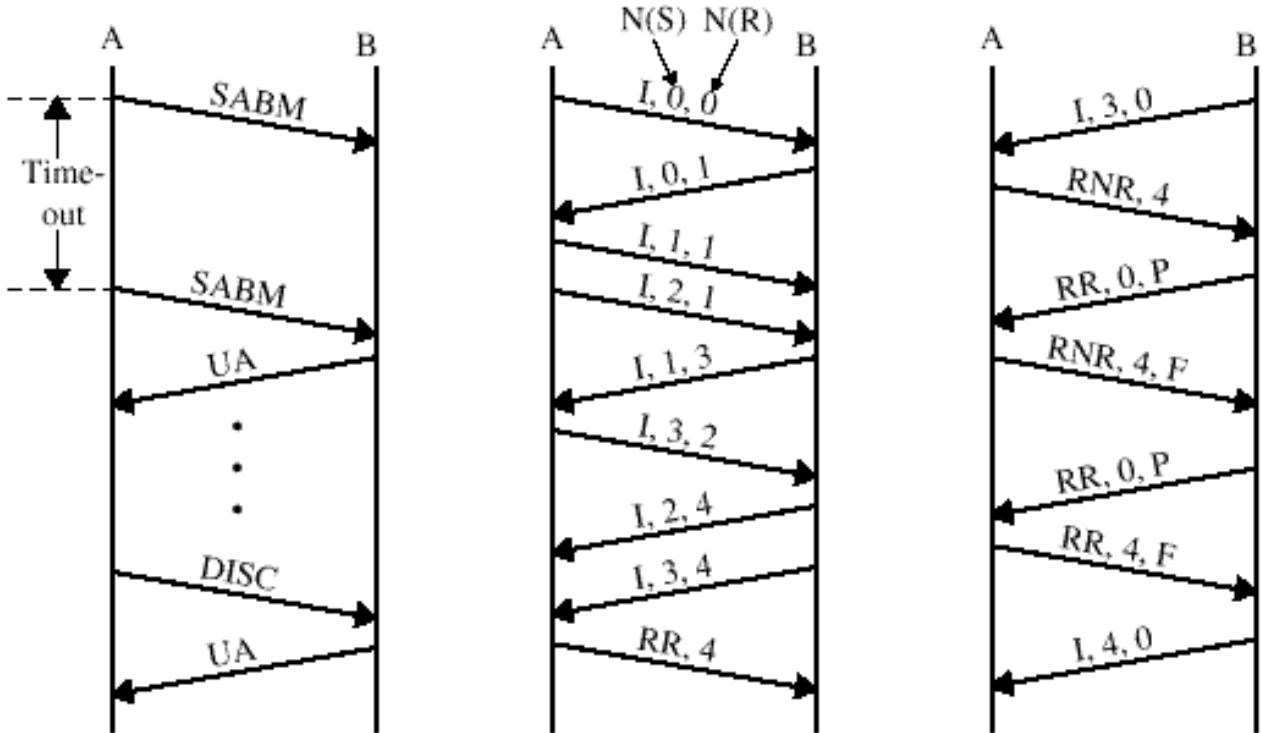 A
B
SABM
Time-
out
SABM
UA
DISC
UA
A
N(S) N(R)
B
I, 0, 0
I, 0, 1
I, 1, 1
I, 2, 1
I, 1, 3
I, 3, 2
I, 2, 4
I, 3, 4
RR, 4
A
B
I, 3, 0
RNR, 4
RR, 0, P
RNR, 4, F
RR, 0, P
RR, 4, F
I, 4, 0